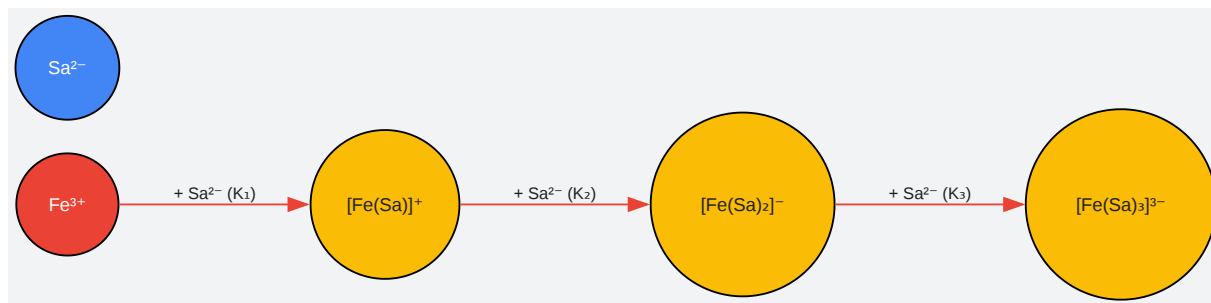 Sa²⁻
Fe³⁺
+ Sa²⁻ (K₁)
[Fe(Sa)]⁺
+ Sa²⁻ (K₂)
[Fe(Sa)₂]⁻
+ Sa²⁻ (K₃)
[Fe(Sa)₃]³⁻